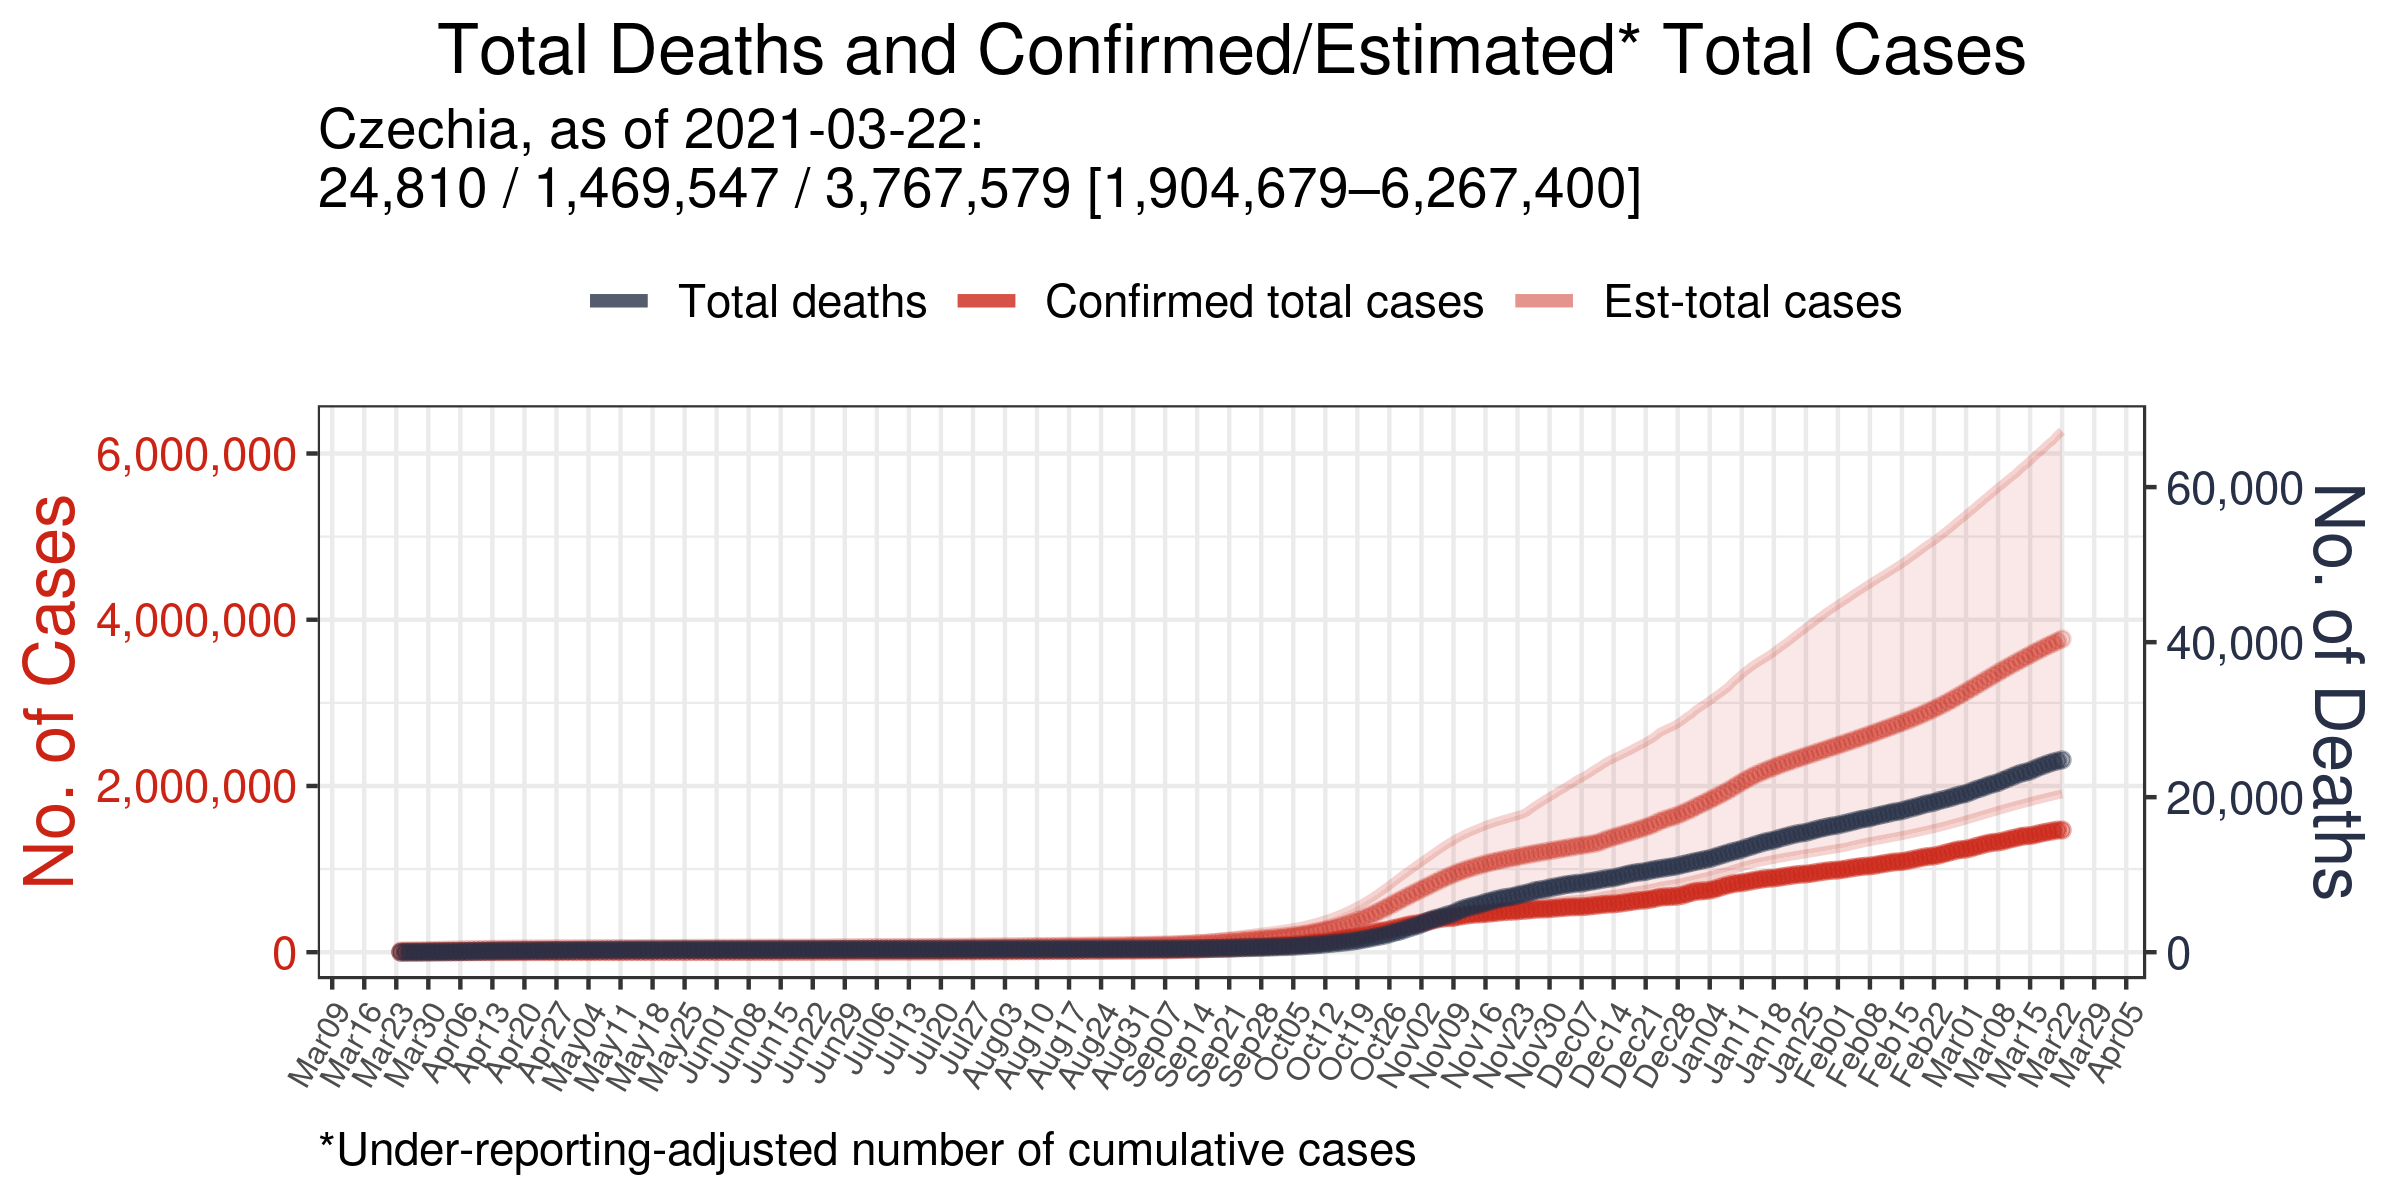 Total Deaths and Confirmed/Estimated* Total Cases
Czechia, as of 2021-03-22:
24,810 / 1,469,547 / 3,767,579 [1,904,679–6,267,400]
Total deaths
Confirmed total cases
Est-total cases
No. of Cases
6,000,000
4,000,000
2,000,000
0
60,000
40,000
20,000
0
No. of Deaths
Mar09
Mar16
Mar23
Mar30
Apr06
Apr13
Apr20
Apr27
May04
May11
May18
May25
Jun01
Jun08
Jun15
Jun22
Jun29
Jul06
Jul13
Jul20
Jul27
Aug03
Aug10
Aug17
Aug24
Aug31
Sep07
Sep14
Sep21
Sep28
Oct05
Oct12
Oct19
Oct26
Nov02
Nov09
Nov16
Nov23
Nov30
Dec07
Dec14
Dec21
Dec28
Jan04
Jan11
Jan18
Jan25
Feb01
Feb08
Feb15
Feb22
Mar01
Mar08
Mar15
Mar22
Mar29
Apr05
*Under-reporting-adjusted number of cumulative cases